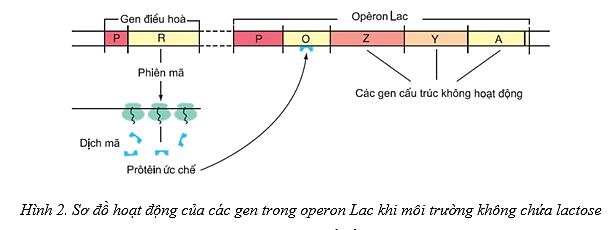 Gen điều hoà
Opêron Lac
P R P O Z Y A
Phiên mã
Các gen cấu trúc không hoạt động
Dịch mã
Prôtêin ức chế
Hình 2. Sơ đồ hoạt động của các gen trong operon Lac khi môi trường không chứa lactose